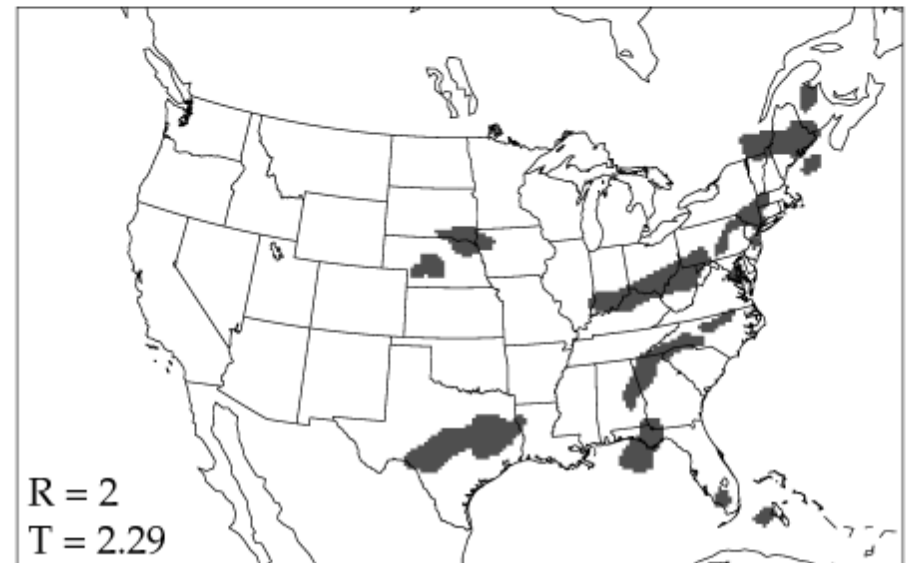 R = 2
T = 2.29